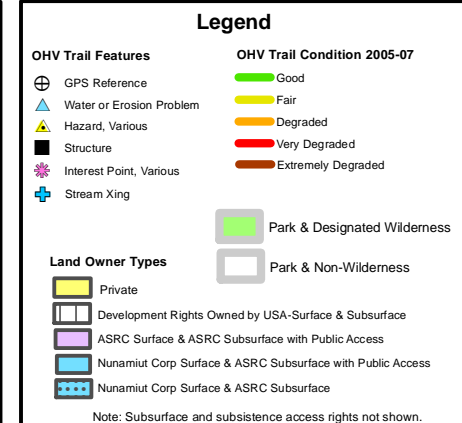 Legend
OHV Trail Features
GPS Reference
Water or Erosion Problem
Hazard, Various
Structure
Interest Point, Various
Stream Xing
OHV Trail Condition 2005-07
Good
Fair
Degraded
Very Degraded
Extremely Degraded
Park & Designated Wilderness
Park & Non-Wilderness
Land Owner Types
Private
Development Rights Owned by USA-Surface & Subsurface
ASRC Surface & ASRC Subsurface with Public Access
Nunamiut Corp Surface & ASRC Subsurface with Public Access
Nunamiut Corp Surface & ASRC Subsurface
Note: Subsurface and subsistence access rights not shown.